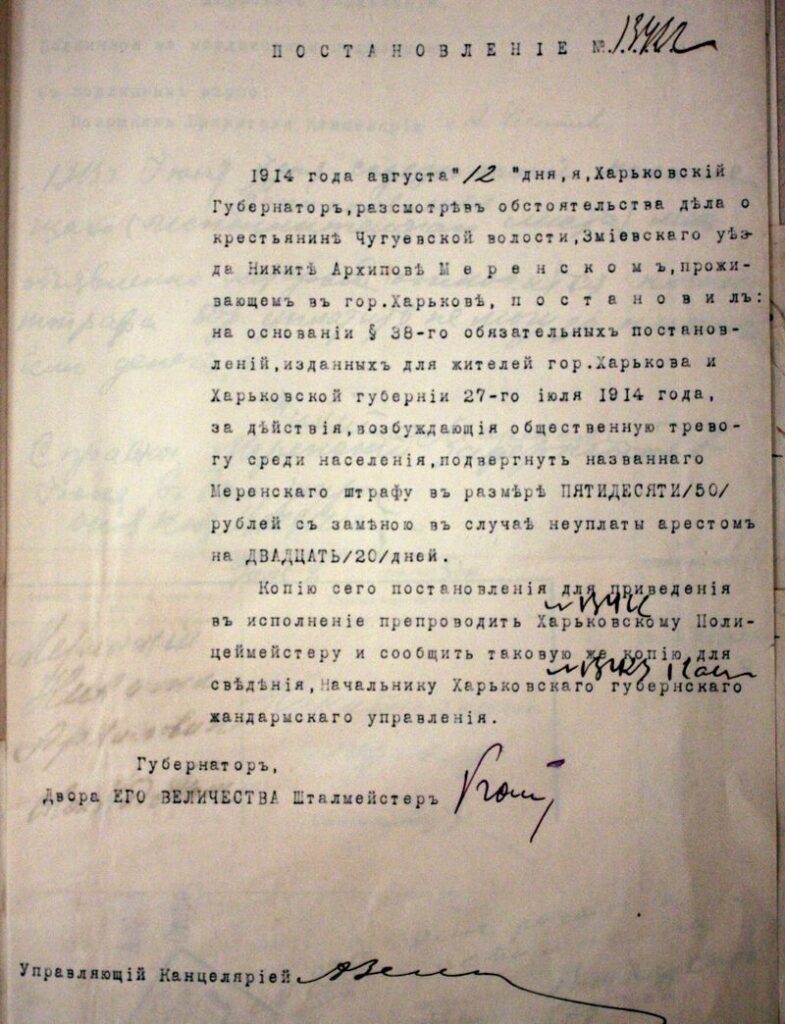 ПОСТАНОВЛЕНІЕ №
1914 года августа "12 "дня,я,Харьковскій
Губернаторъ,разсмотрѣвъ обстоятельства дѣла о
крестьянинѣ Чугуевской волости,Зміевскаго уѣз-
да Никитѣ Архиповѣ Меренскомъ,прожи-
вающемъ въ гор.Харьковѣ, постановилъ:
на основаніи § 38-го обязательныхъ постанов-
леній,изданныхъ для жителей гор.Харькова и
Харьковской губерніи 27-го іюля 1914 года,
за дѣйствія,возбуждающія общественную трево-
гу среди населенія,подвергнуть названнаго
Меренскаго штрафу въ размѣрѣ ПЯТИДЕСЯТИ/50/
рублей съ замѣною въ случаѣ неуплаты арестомъ
на ДВАДЦАТЬ/20/дней.
Копію сего постановленія для приведенія
въ исполненіе препроводить Харьковскому Поли-
цеймейстеру и сообщить таковую же копію для
свѣдѣнія,Начальнику Харьковскаго губернскаго
жандармскаго управленія.
Губернаторъ,
Двора ЕГО ВЕЛИЧЕСТВА Шталмейстеръ
Управляющій Канцеляріей